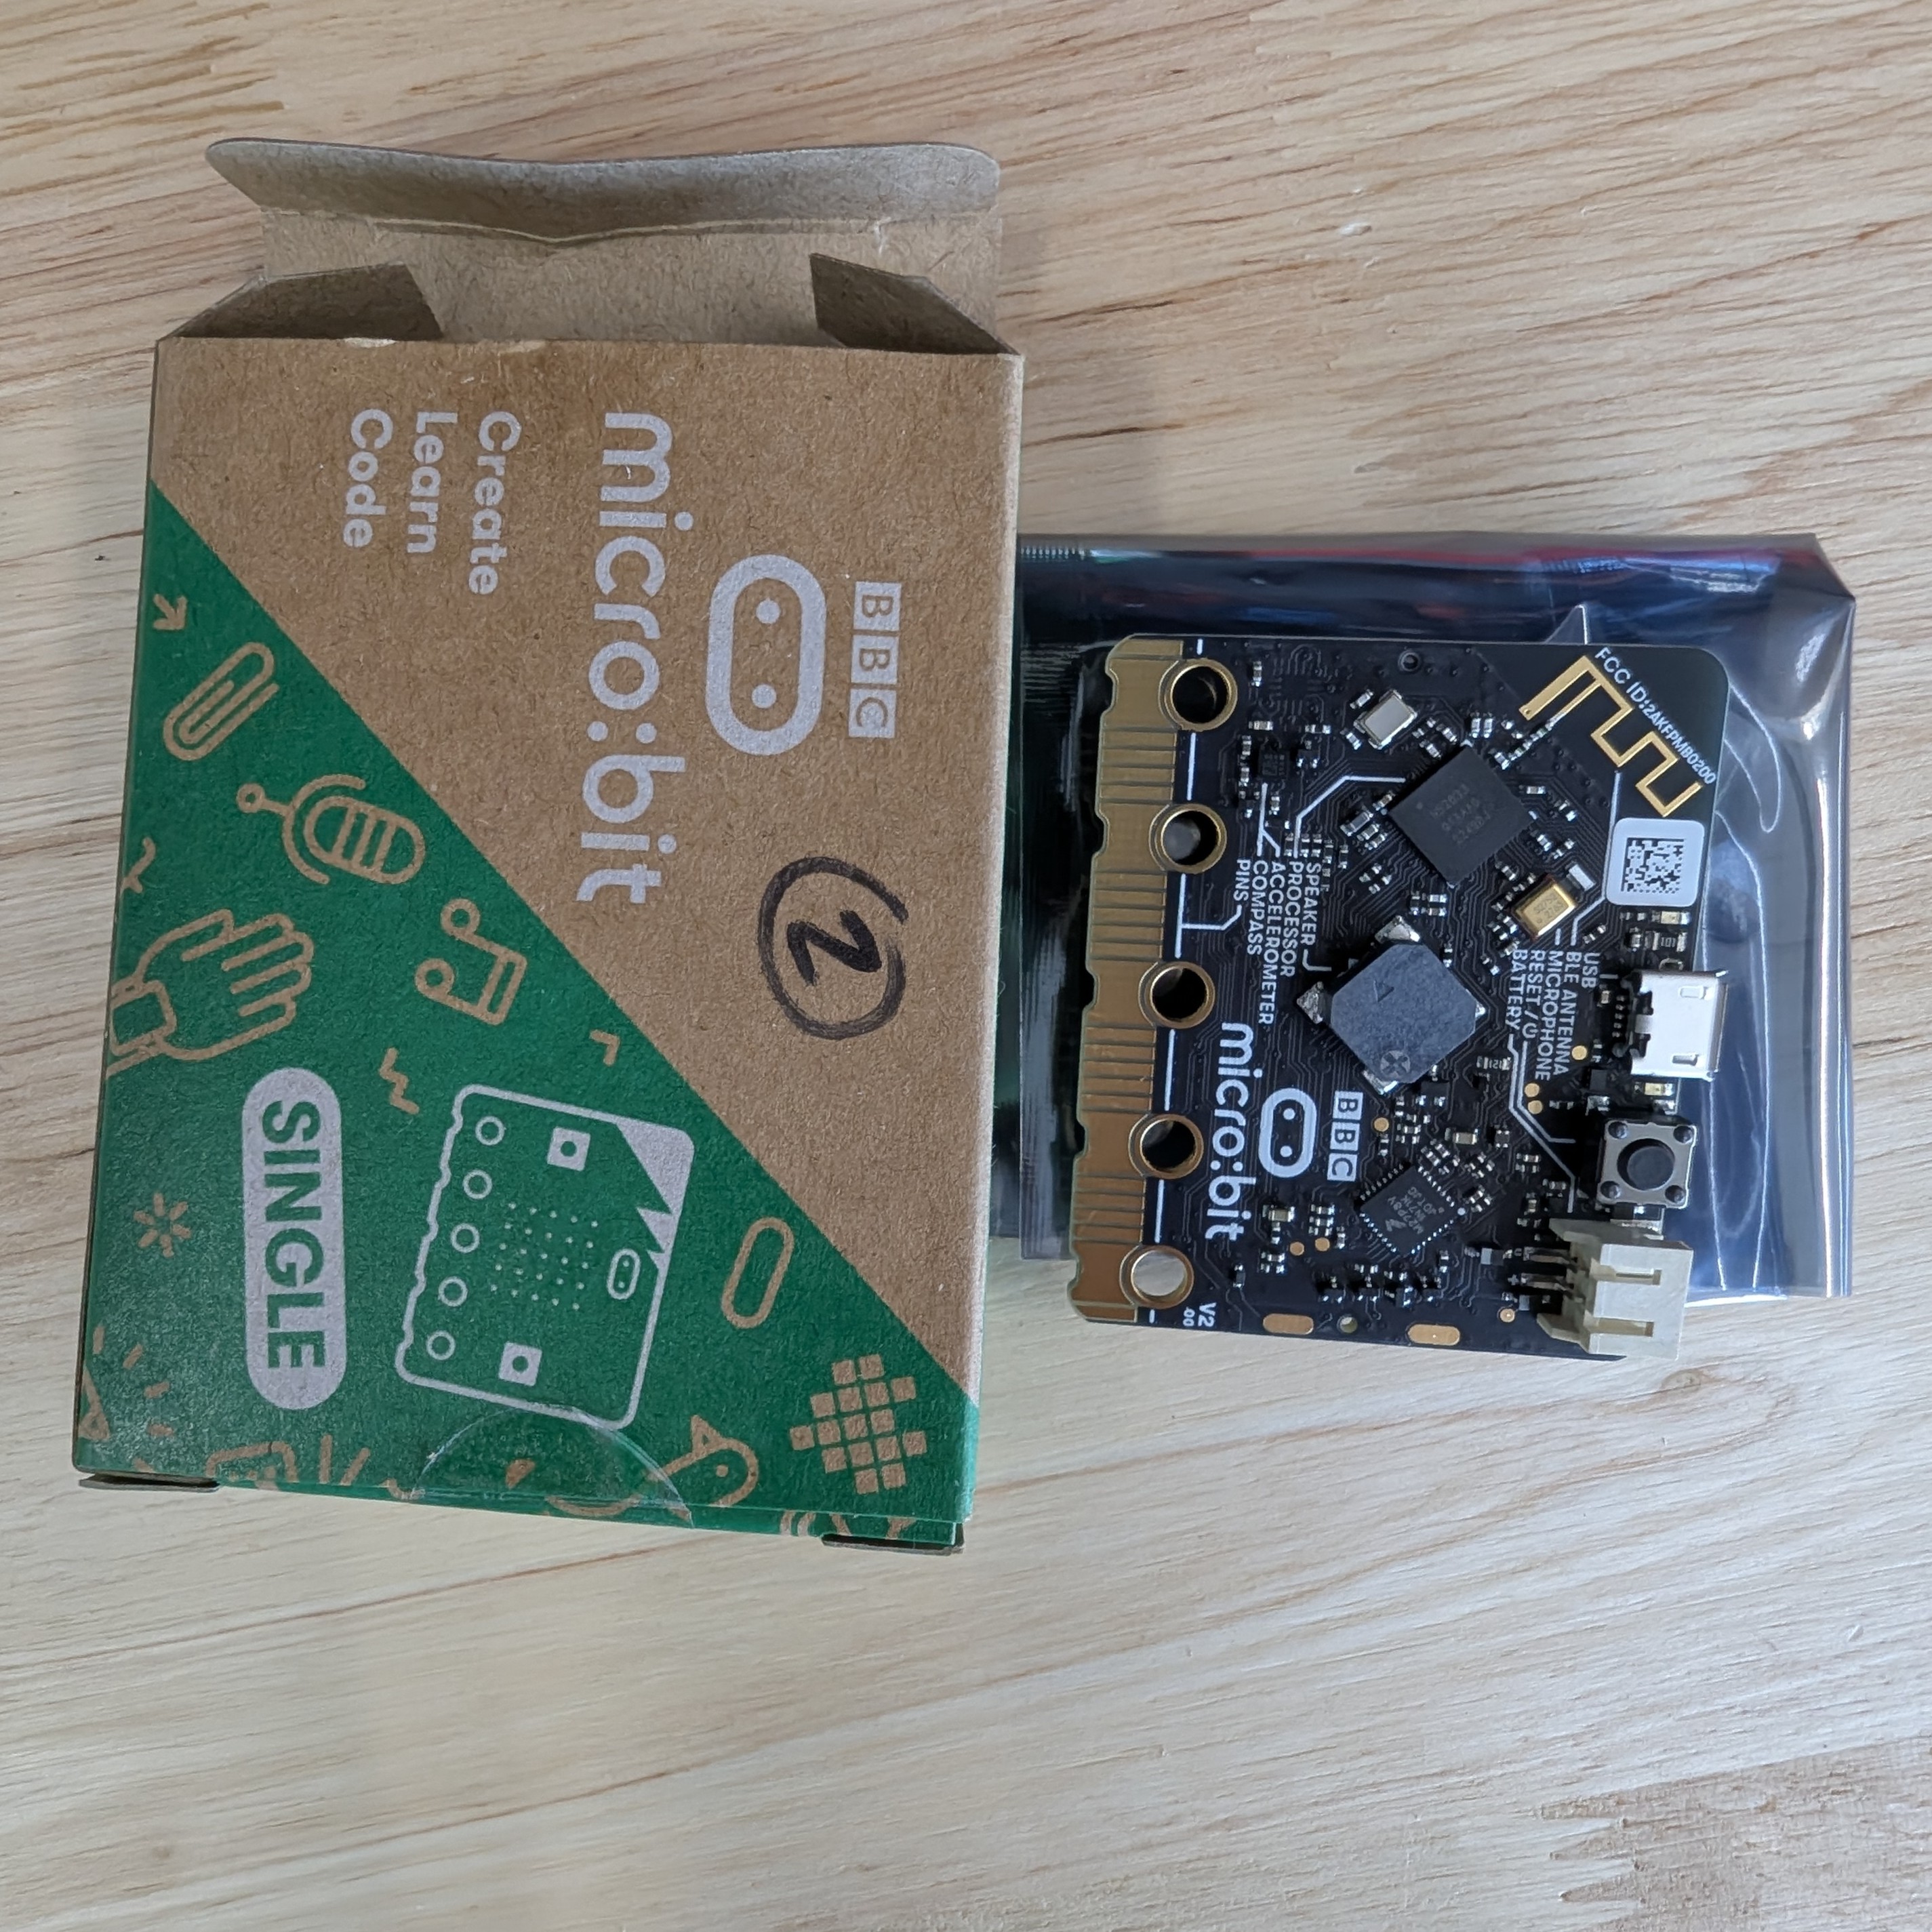 BBC
micro:bit
Create
Learn
Code
2
SINGLE
FCC ID:2AKFPMB0200
USB
BLE ANTENNA
MICROPHONE
RESET/
BATTERY
SPEAKER
PROCESSOR
ACCELEROMETER
COMPASS
PINS
BBC
micro:bit
V2
.00